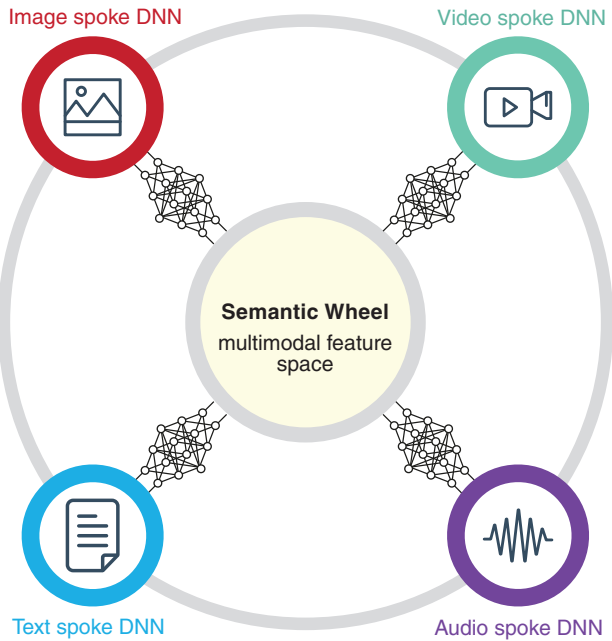 Image spoke DNN
Video spoke DNN
Semantic Wheel
multimodal feature
space
Text spoke DNN
Audio spoke DNN